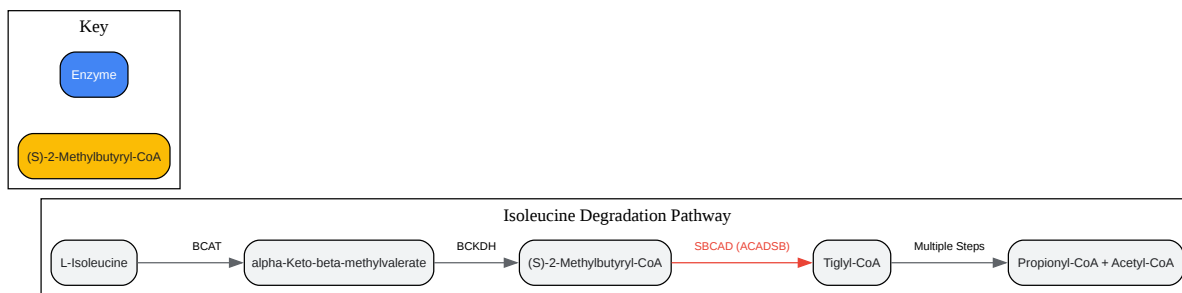 Key
Enzyme
(S)-2-Methylbutyryl-CoA
Isoleucine Degradation Pathway
L-Isoleucine
BCAT
alpha-Keto-beta-methylvalerate
BCKDH
(S)-2-Methylbutyryl-CoA
SBCAD (ACADSB)
Tiglyl-CoA
Multiple Steps
Propionyl-CoA + Acetyl-CoA